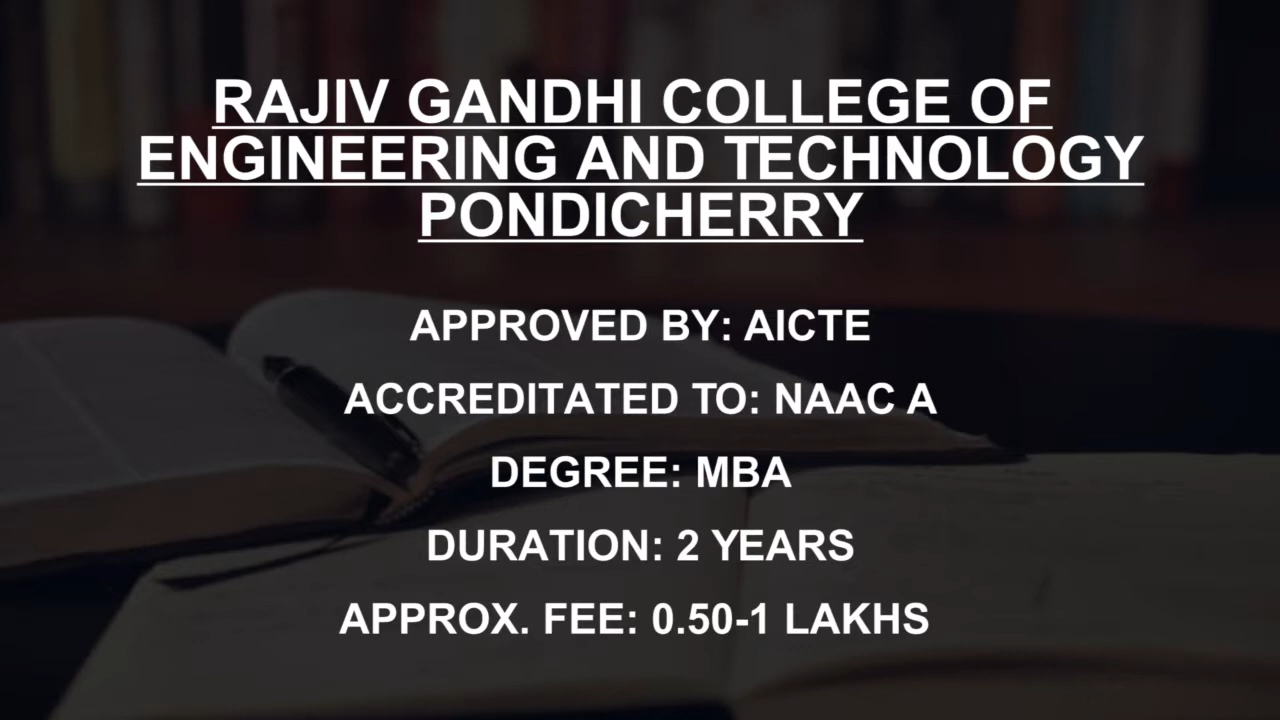 RAJIV GANDHI COLLEGE OF
ENGINEERING AND TECHNOLOGY
PONDICHERRY
APPROVED BY: AICTE
ACCREDITATED TO: NAAC A
DEGREE: MBA
DURATION: 2 YEARS
APPROX. FEE: 0.50-1 LAKHS